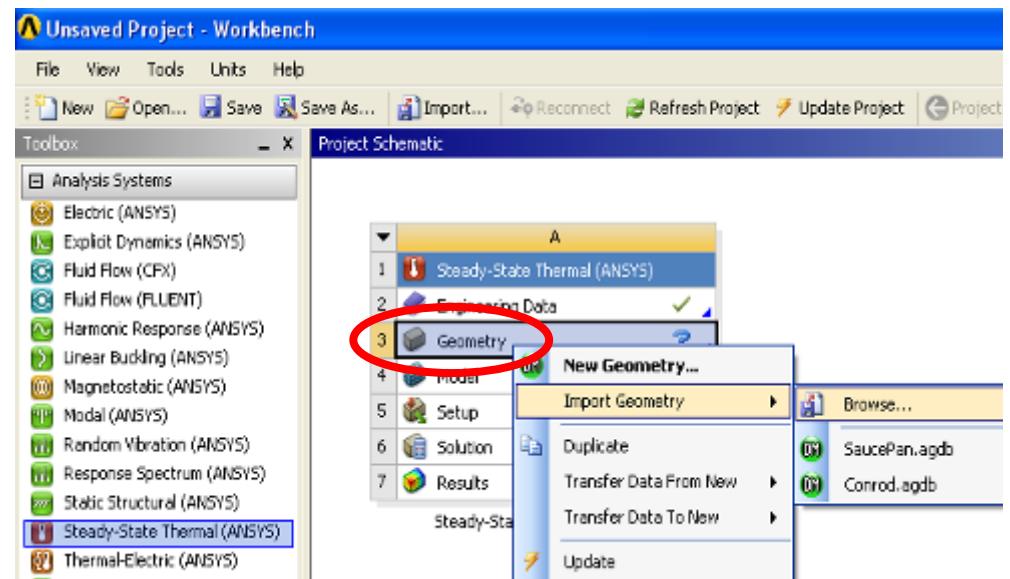 Unsaved Project - Workbench
File View Tools Units Help
New Open... Save Save As... Import... Reconnect Refresh Project Update Project Project
Toolbox
Project Schematic
Analysis Systems
Electric (ANSYS)
Explicit Dynamics (ANSYS)
Fluid Flow (CFX)
Fluid Flow (FLUENT)
Harmonic Response (ANSYS)
Linear Buckling (ANSYS)
Magnetostatic (ANSYS)
Modal (ANSYS)
Random Vibration (ANSYS)
Response Spectrum (ANSYS)
Static Structural (ANSYS)
Steady-State Thermal (ANSYS)
Thermal-Electric (ANSYS)
A
1 Steady-State Thermal (ANSYS)
2 Engineering Data
3 Geometry
4 Model
5 Setup
6 Solution
7 Results
Steady-Sta
New Geometry...
Import Geometry
Duplicate
Transfer Data From New
Transfer Data To New
Update
Browse...
SaucePan.agdb
Conrod.agdb